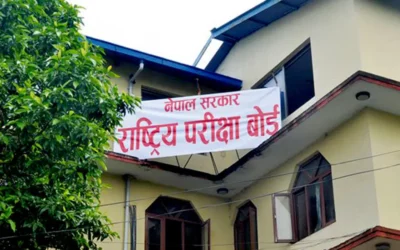 नेपाल सरकार
राष्ट्रिय परीक्षा बोर्ड